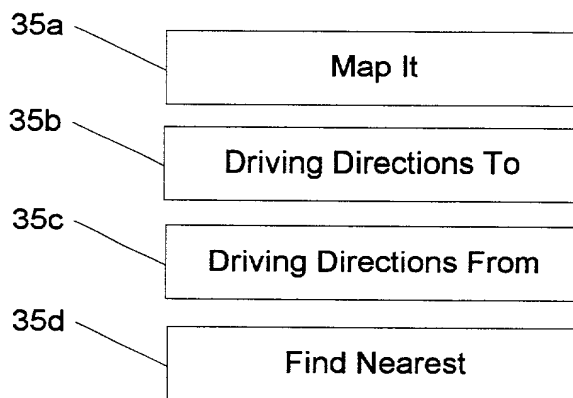 35a
Map It
35b
Driving Directions To
35c
Driving Directions From
35d
Find Nearest